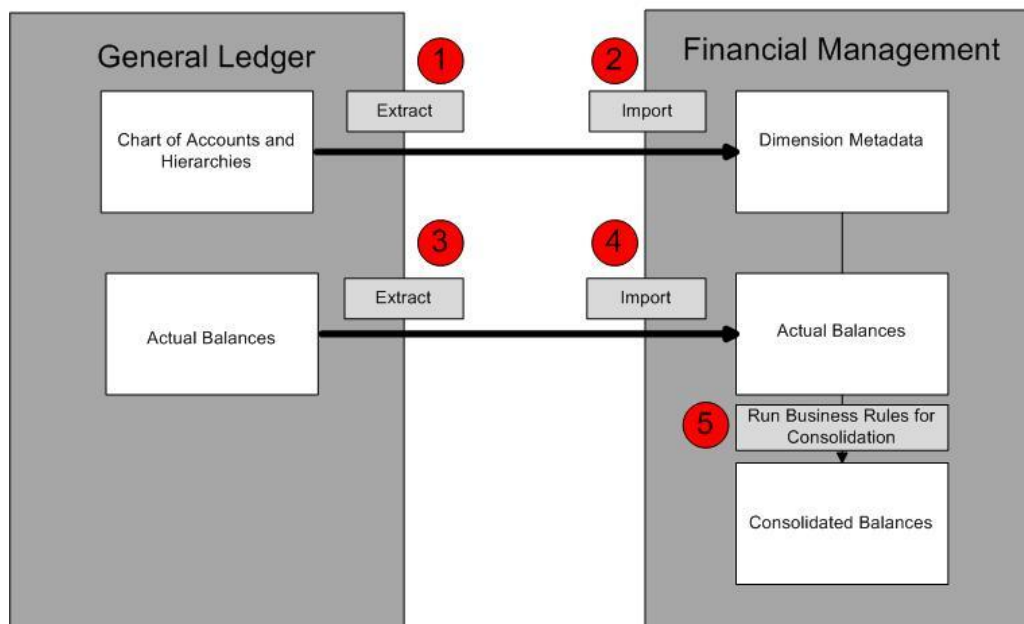 General Ledger
Financial Management
1
2
Extract
Import
Chart of Accounts and
Hierarchies
Dimension Metadata
3
4
Extract
Import
Actual Balances
Actual Balances
5
Run Business Rules for
Consolidation
Consolidated Balances